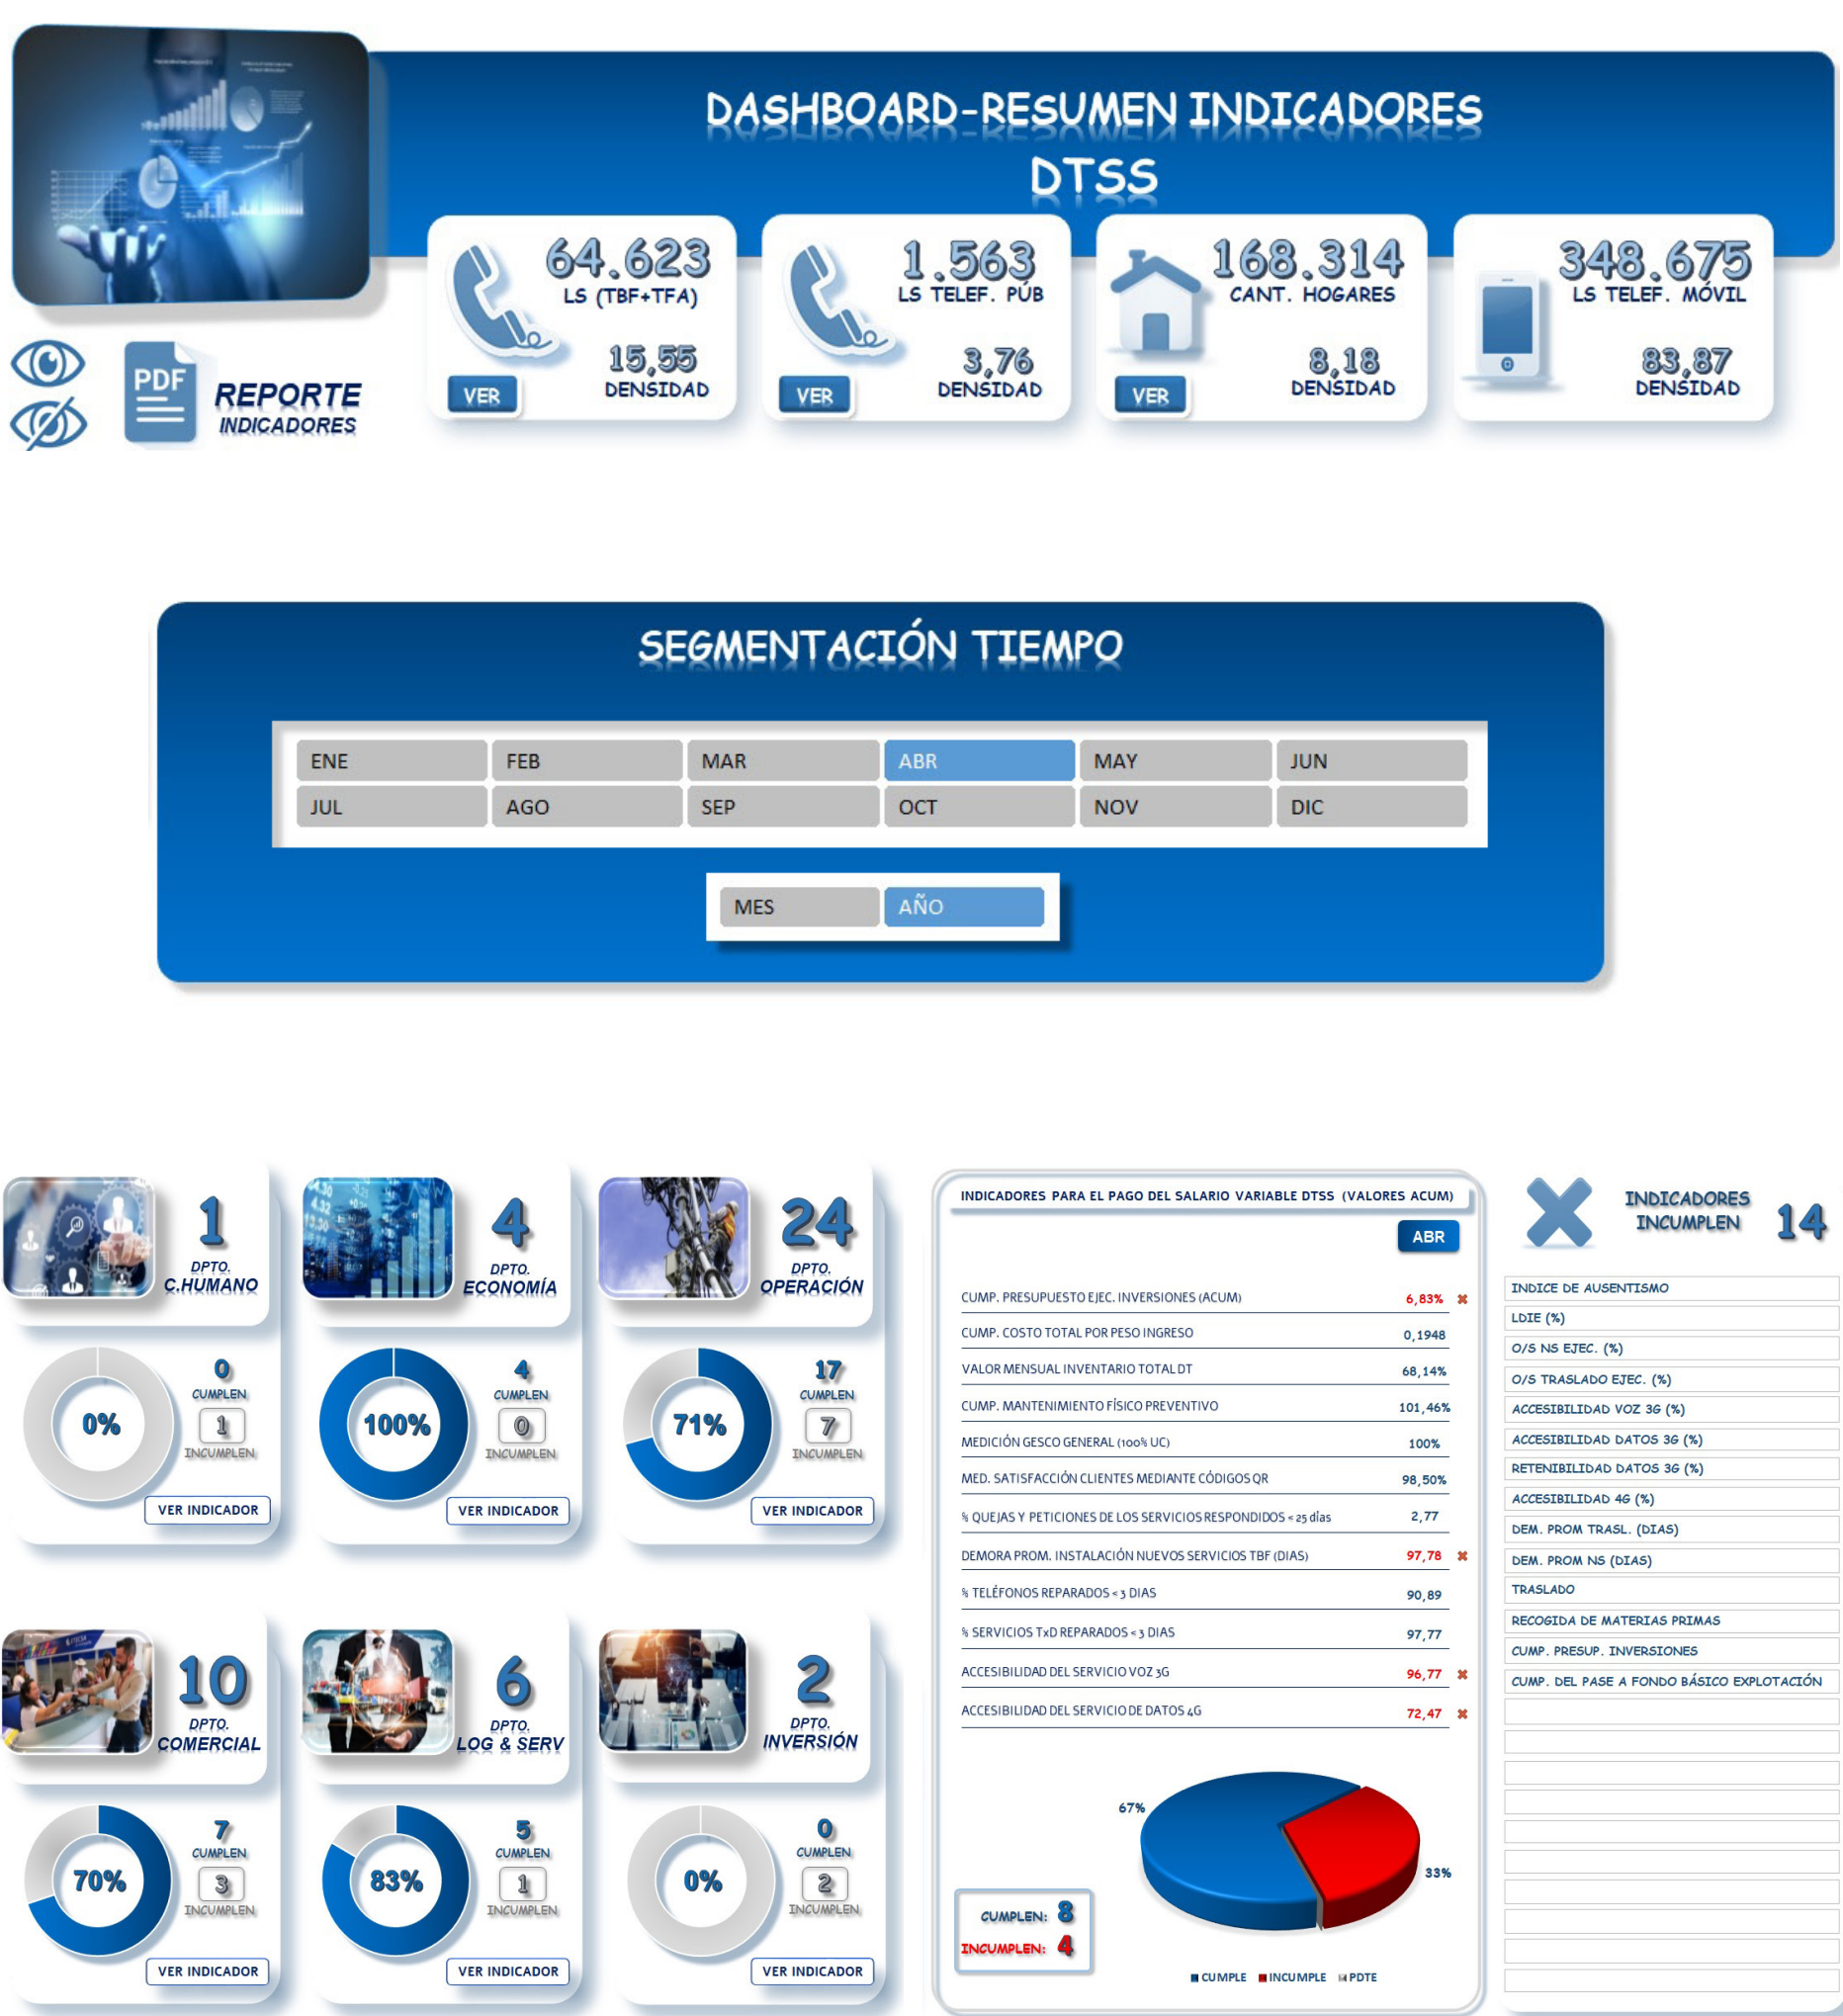 DASHBOARD-RESUMEN INDICADORES
DTSS
64.623
LS (TBF+TFA)
15,55
DENSIDAD
VER
1.563
LS TELEF. PÚB
3,76
DENSIDAD
VER
168.314
CANT. HOGARES
8,18
DENSIDAD
VER
348.675
LS TELEF. MÓVIL
83,87
DENSIDAD
PDF
REPORTE
INDICADORES
SEGMENTACIÓN TIEMPO
ENE FEB MAR ABR MAY JUN
JUL AGO SEP OCT NOV DIC
MES AÑO
1
DPTO.
C.HUMANO
0%
0
CUMPLEN
1
INCUMPLEN
VER INDICADOR
4
DPTO.
ECONOMÍA
100%
4
CUMPLEN
0
INCUMPLEN
VER INDICADOR
24
DPTO.
OPERACIÓN
71%
17
CUMPLEN
7
INCUMPLEN
VER INDICADOR
10
DPTO.
COMERCIAL
70%
7
CUMPLEN
3
INCUMPLEN
VER INDICADOR
6
DPTO.
LOG & SERV
83%
5
CUMPLEN
1
INCUMPLEN
VER INDICADOR
2
DPTO.
INVERSIÓN
0%
0
CUMPLEN
2
INCUMPLEN
VER INDICADOR
INDICADORES PARA EL PAGO DEL SALARIO VARIABLE DTSS (VALORES ACUM)
ABR
CUMP. PRESUPUESTO EJEC. INVERSIONES (ACUM) 6,83%
CUMP. COSTO TOTAL POR PESO INGRESO 0,1948
VALOR MENSUAL INVENTARIO TOTAL DT 68,14%
CUMP. MANTENIMIENTO FÍSICO PREVENTIVO 101,46%
MEDICIÓN GESCO GENERAL (100% UC) 100%
MED. SATISFACCIÓN CLIENTES MEDIANTE CÓDIGOS QR 98,50%
% QUEJAS Y PETICIONES DE LOS SERVICIOS RESPONDIDOS < 25 días 2,77
DEMORA PROM. INSTALACIÓN NUEVOS SERVICIOS TBF (DIAS) 97,78
% TELÉFONOS REPARADOS < 3 DIAS 90,89
% SERVICIOS TxD REPARADOS < 3 DIAS 97,77
ACCESIBILIDAD DEL SERVICIO VOZ 3G 96,77
ACCESIBILIDAD DEL SERVICIO DE DATOS 4G 72,47
67%
33%
CUMPLEN: 8
INCUMPLEN: 4
CUMPLE INCUMPLE PDTE
INDICADORES
INCUMPLEN
14
INDICE DE AUSENTISMO
LDIE (%)
O/S NS EJEC. (%)
O/S TRASLADO EJEC. (%)
ACCESIBILIDAD VOZ 3G (%)
ACCESIBILIDAD DATOS 3G (%)
RETENIBILIDAD DATOS 3G (%)
ACCESIBILIDAD 4G (%)
DEM. PROM TRASL. (DIAS)
DEM. PROM NS (DIAS)
TRASLADO
RECOGIDA DE MATERIAS PRIMAS
CUMP. PRESUP. INVERSIONES
CUMP. DEL PASE A FONDO BÁSICO EXPLOTACIÓN